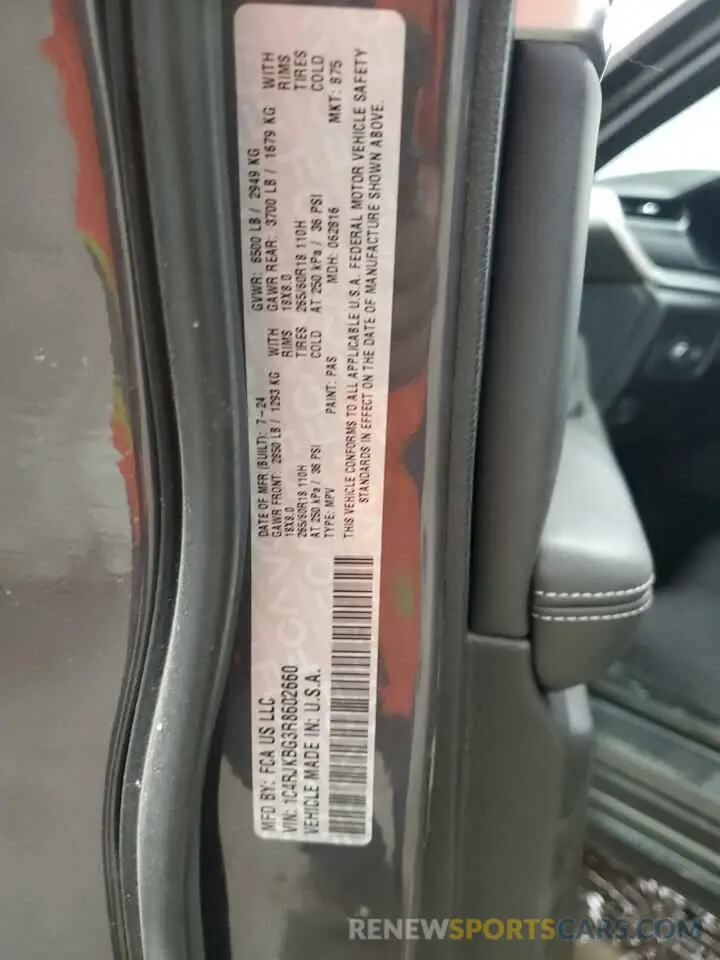 MFD BY: FCA US LLC
VIN: 1C4RJKBG3R8602660
VEHICLE MADE IN: U.S.A.
DATE OF MFR (BUILT): 7-24
GVWR: 6500 LB / 2949 KG
GAWR FRONT: 2850 LB / 1293 KG WITH
18X8.0 RIMS
265/60R18 110H TIRES
AT 250 kPa / 36 PSI COLD
GAWR REAR: 3700 LB / 1679 KG WITH
18X8.0 RIMS
265/60R18 110H TIRES
AT 250 kPa / 36 PSI COLD
TYPE: MPV PAINT: PAS MDH: 062816 MKT: 875
THIS VEHICLE CONFORMS TO ALL APPLICABLE U.S.A. FEDERAL MOTOR VEHICLE SAFETY
STANDARDS IN EFFECT ON THE DATE OF MANUFACTURE SHOWN ABOVE.
RENEWSPORTSCARS.COM